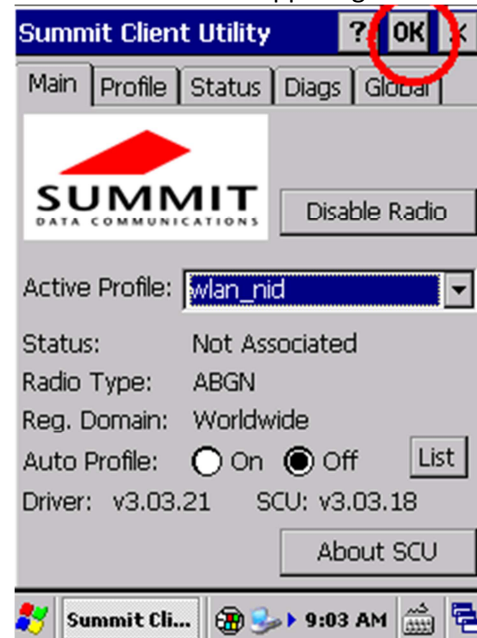 Summit Client Utility ? OK X
Main Profile Status Diags Global
SUMMIT
DATA COMMUNICATIONS
Disable Radio
Active Profile: wlan_nid
Status: Not Associated
Radio Type: ABGN
Reg. Domain: Worldwide
Auto Profile: On Off List
Driver: v3.03.21 SCU: v3.03.18
About SCU
Summit Cli... 9:03 AM